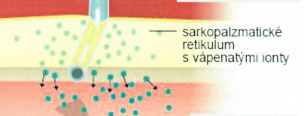 sarkopalzmatické
retikulum
s vápenatými ionty